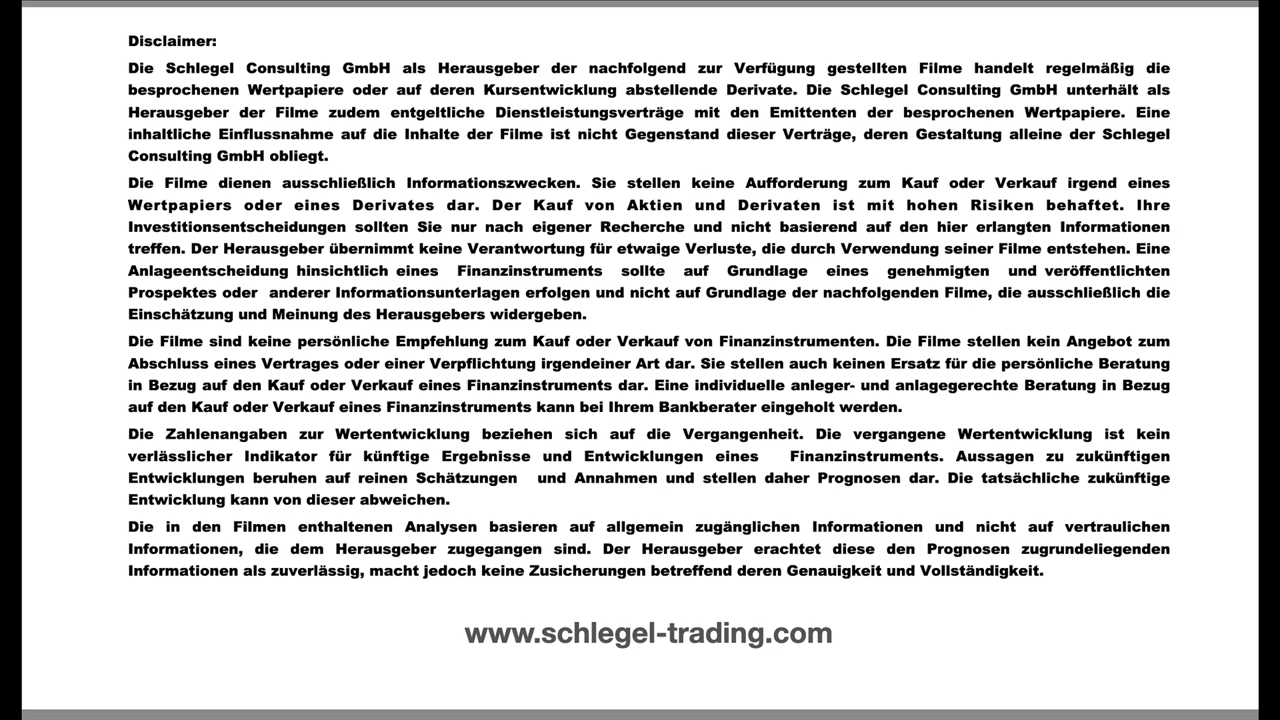 Disclaimer:
Die Schlegel Consulting GmbH als Herausgeber der nachfolgend zur Verfügung gestellten Filme handelt regelmäßig die
besprochenen Wertpapiere oder auf deren Kursentwicklung abstellende Derivate. Die Schlegel Consulting GmbH unterhält als
Herausgeber der Filme zudem entgeltliche Dienstleistungsverträge mit den Emittenten der besprochenen Wertpapiere. Eine
inhaltliche Einflussnahme auf die Inhalte der Filme ist nicht Gegenstand dieser Verträge, deren Gestaltung alleine der Schlegel
Consulting GmbH obliegt.
Die Filme dienen ausschließlich Informationszwecken. Sie stellen keine Aufforderung zum Kauf oder Verkauf irgend eines
Wertpapiers oder eines Derivates dar. Der Kauf von Aktien und Derivaten ist mit hohen Risiken behaftet. Ihre
Investitionsentscheidungen sollten Sie nur nach eigener Recherche und nicht basierend auf den hier erlangten Informationen
treffen. Der Herausgeber übernimmt keine Verantwortung für etwaige Verluste, die durch Verwendung seiner Filme entstehen. Eine
Anlageentscheidung hinsichtlich eines Finanzinstruments sollte auf Grundlage eines genehmigten und veröffentlichten
Prospektes oder anderer Informationsunterlagen erfolgen und nicht auf Grundlage der nachfolgenden Filme, die ausschließlich die
Einschätzung und Meinung des Herausgebers widergeben.
Die Filme sind keine persönliche Empfehlung zum Kauf oder Verkauf von Finanzinstrumenten. Die Filme stellen kein Angebot zum
Abschluss eines Vertrages oder einer Verpflichtung irgendeiner Art dar. Sie stellen auch keinen Ersatz für die persönliche Beratung
in Bezug auf den Kauf oder Verkauf eines Finanzinstruments dar. Eine individuelle anleger- und anlagegerechte Beratung in Bezug
auf den Kauf oder Verkauf eines Finanzinstruments kann bei Ihrem Bankberater eingeholt werden.
Die Zahlenangaben zur Wertentwicklung beziehen sich auf die Vergangenheit. Die vergangene Wertentwicklung ist kein
verlässlicher Indikator für künftige Ergebnisse und Entwicklungen eines Finanzinstruments. Aussagen zu zukünftigen
Entwicklungen beruhen auf reinen Schätzungen und Annahmen und stellen daher Prognosen dar. Die tatsächliche zukünftige
Entwicklung kann von dieser abweichen.
Die in den Filmen enthaltenen Analysen basieren auf allgemein zugänglichen Informationen und nicht auf vertraulichen
Informationen, die dem Herausgeber zugegangen sind. Der Herausgeber erachtet diese den Prognosen zugrundeliegenden
Informationen als zuverlässig, macht jedoch keine Zusicherungen betreffend deren Genauigkeit und Vollständigkeit.
www.schlegel-trading.com